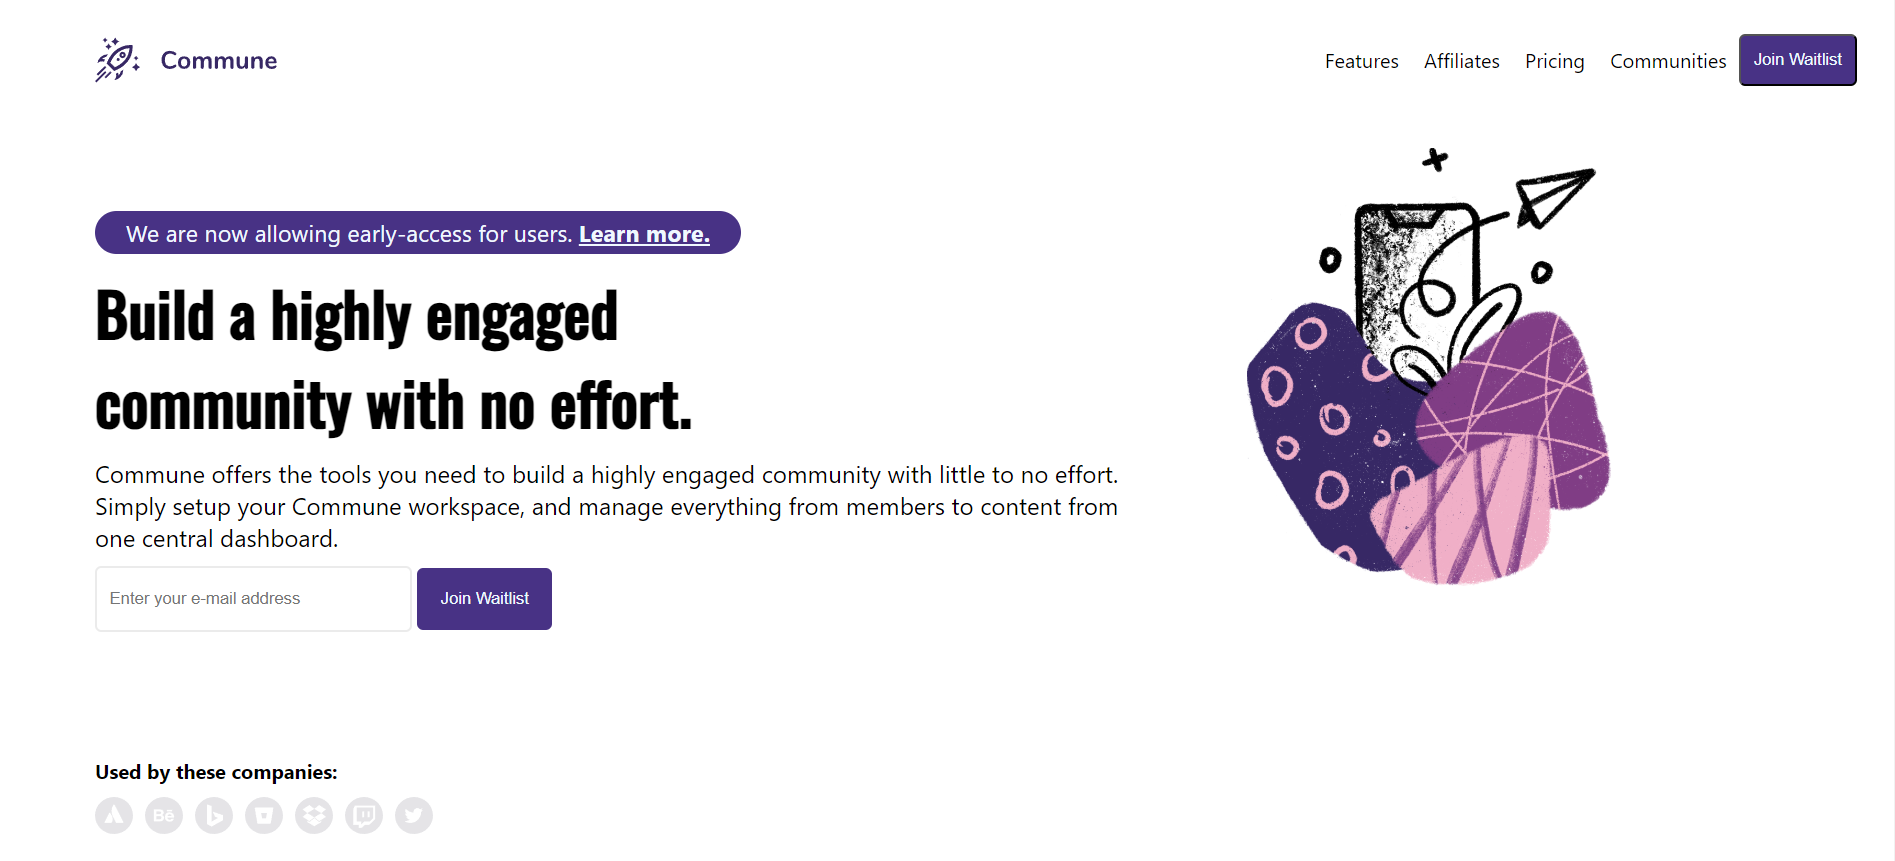 Commune
Features Affiliates Pricing Communities Join Waitlist
We are now allowing early-access for users. Learn more.
Build a highly engaged
community with no effort.
Commune offers the tools you need to build a highly engaged community with little to no effort.
Simply setup your Commune workspace, and manage everything from members to content from
one central dashboard.
Enter your e-mail address Join Waitlist
Used by these companies:
Bē